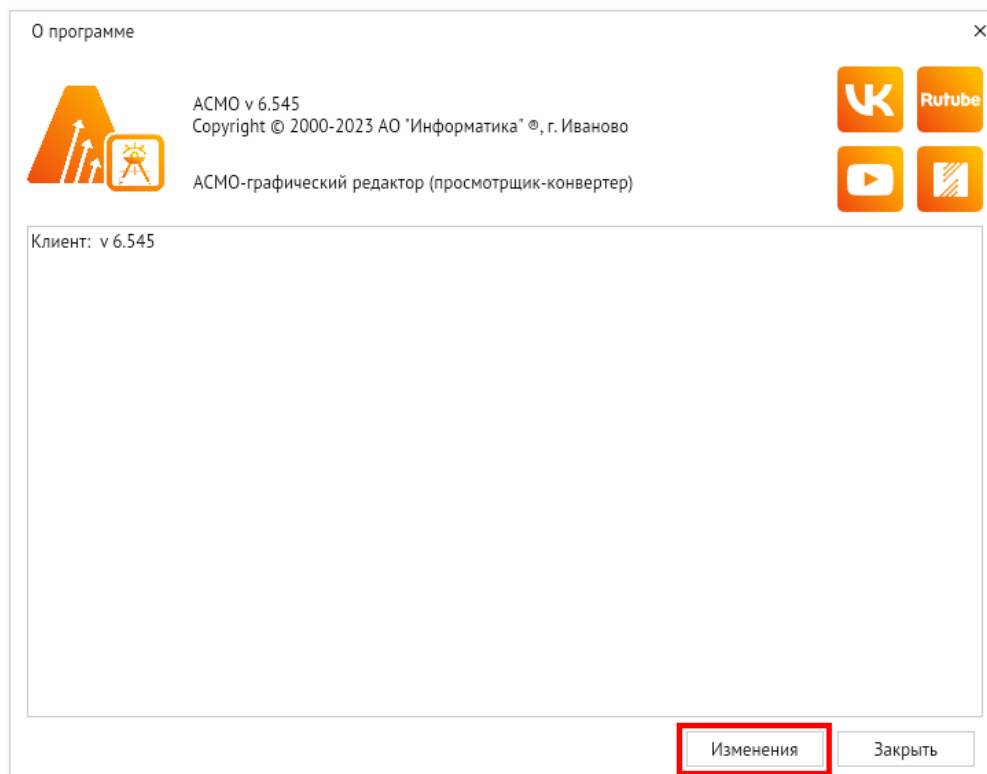 О программе
АСМО v 6.545
Copyright © 2000-2023 АО "Информатика" ®, г. Иваново
АСМО-графический редактор (просмотрщик-конвертер)
Rutube
Клиент: v 6.545
Изменения
Закрыть